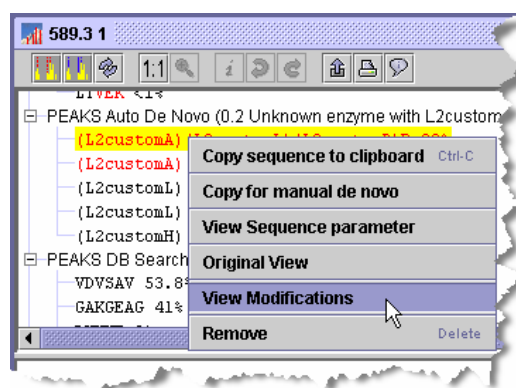 589.3 1
1:1
LIVEK <1%
PEAKS Auto De Novo (0.2 Unknown enzyme with L2custom
(L2customA)
(L2customA)
(L2customL)
(L2customH)
PEAKS DB Search
VDVSAV 53.8%
GAKGEAG 41%
Copy sequence to clipboard Ctrl-C
Copy for manual de novo
View Sequence parameter
Original View
View Modifications
Remove Delete